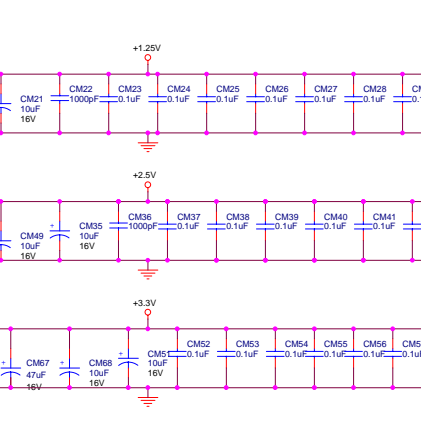 +1.25V
CM21
10uF
16V
CM22
1000pF
CM23
0.1uF
CM24
0.1uF
CM25
0.1uF
CM26
0.1uF
CM27
0.1uF
CM28
0.1uF
+2.5V
CM49
10uF
16V
+
CM35
10uF
16V
CM36
1000pF
CM37
0.1uF
CM38
0.1uF
CM39
0.1uF
CM40
0.1uF
CM41
0.1uF
+3.3V
+
CM67
47uF
16V
+
CM68
10uF
16V
+
CM51
10uF
16V
CM52
0.1uF
CM53
0.1uF
CM54
0.1uF
CM55
0.1uF
CM56
0.1uF